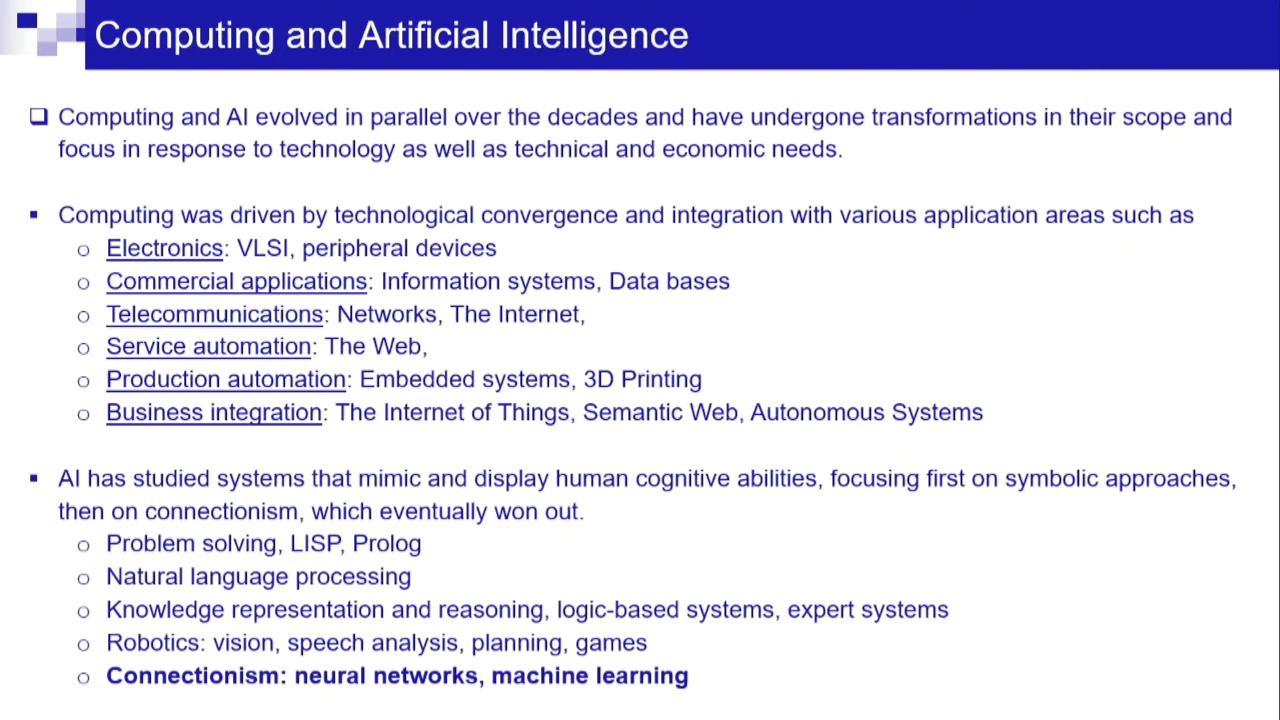 Computing and Artificial Intelligence
❑ Computing and AI evolved in parallel over the decades and have undergone transformations in their scope and
focus in response to technology as well as technical and economic needs.
▪ Computing was driven by technological convergence and integration with various application areas such as
o Electronics: VLSI, peripheral devices
o Commercial applications: Information systems, Data bases
o Telecommunications: Networks, The Internet,
o Service automation: The Web,
o Production automation: Embedded systems, 3D Printing
o Business integration: The Internet of Things, Semantic Web, Autonomous Systems
▪ AI has studied systems that mimic and display human cognitive abilities, focusing first on symbolic approaches,
then on connectionism, which eventually won out.
o Problem solving, LISP, Prolog
o Natural language processing
o Knowledge representation and reasoning, logic-based systems, expert systems
o Robotics: vision, speech analysis, planning, games
o Connectionism: neural networks, machine learning